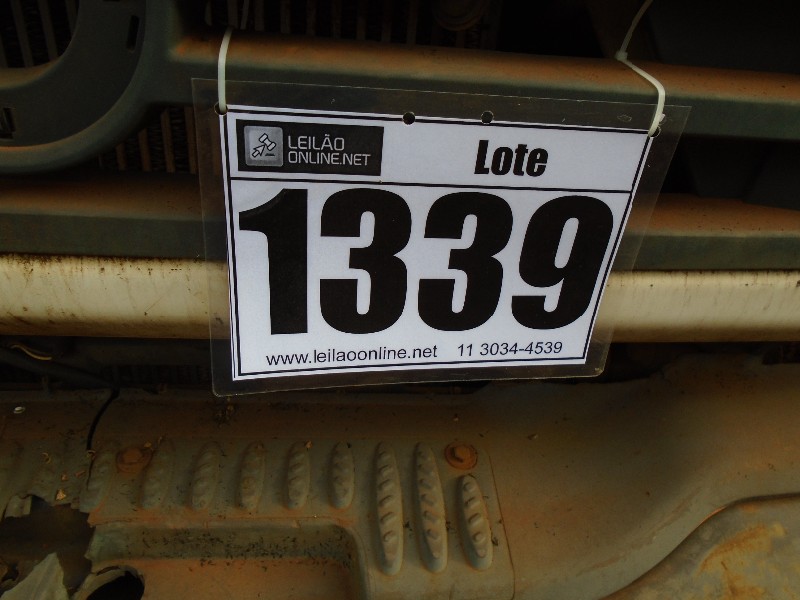 LEILÃO
ONLINE.NET
Lote
1339
www.leilaoonline.net 11 3034-4539